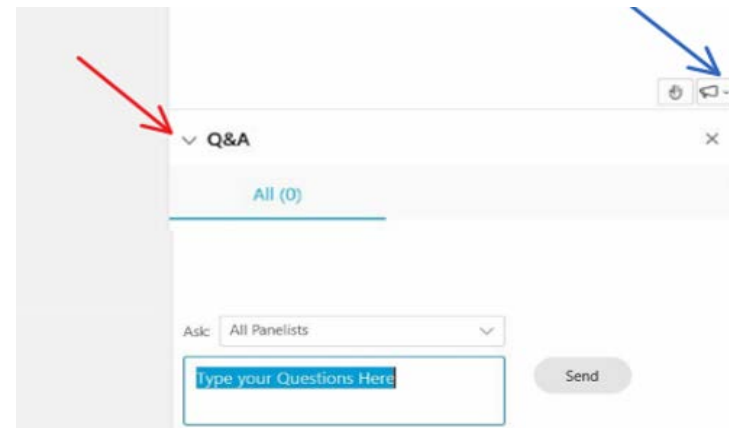 Q&A
All (0)
Ask: All Panelists
Type your Questions Here
Send